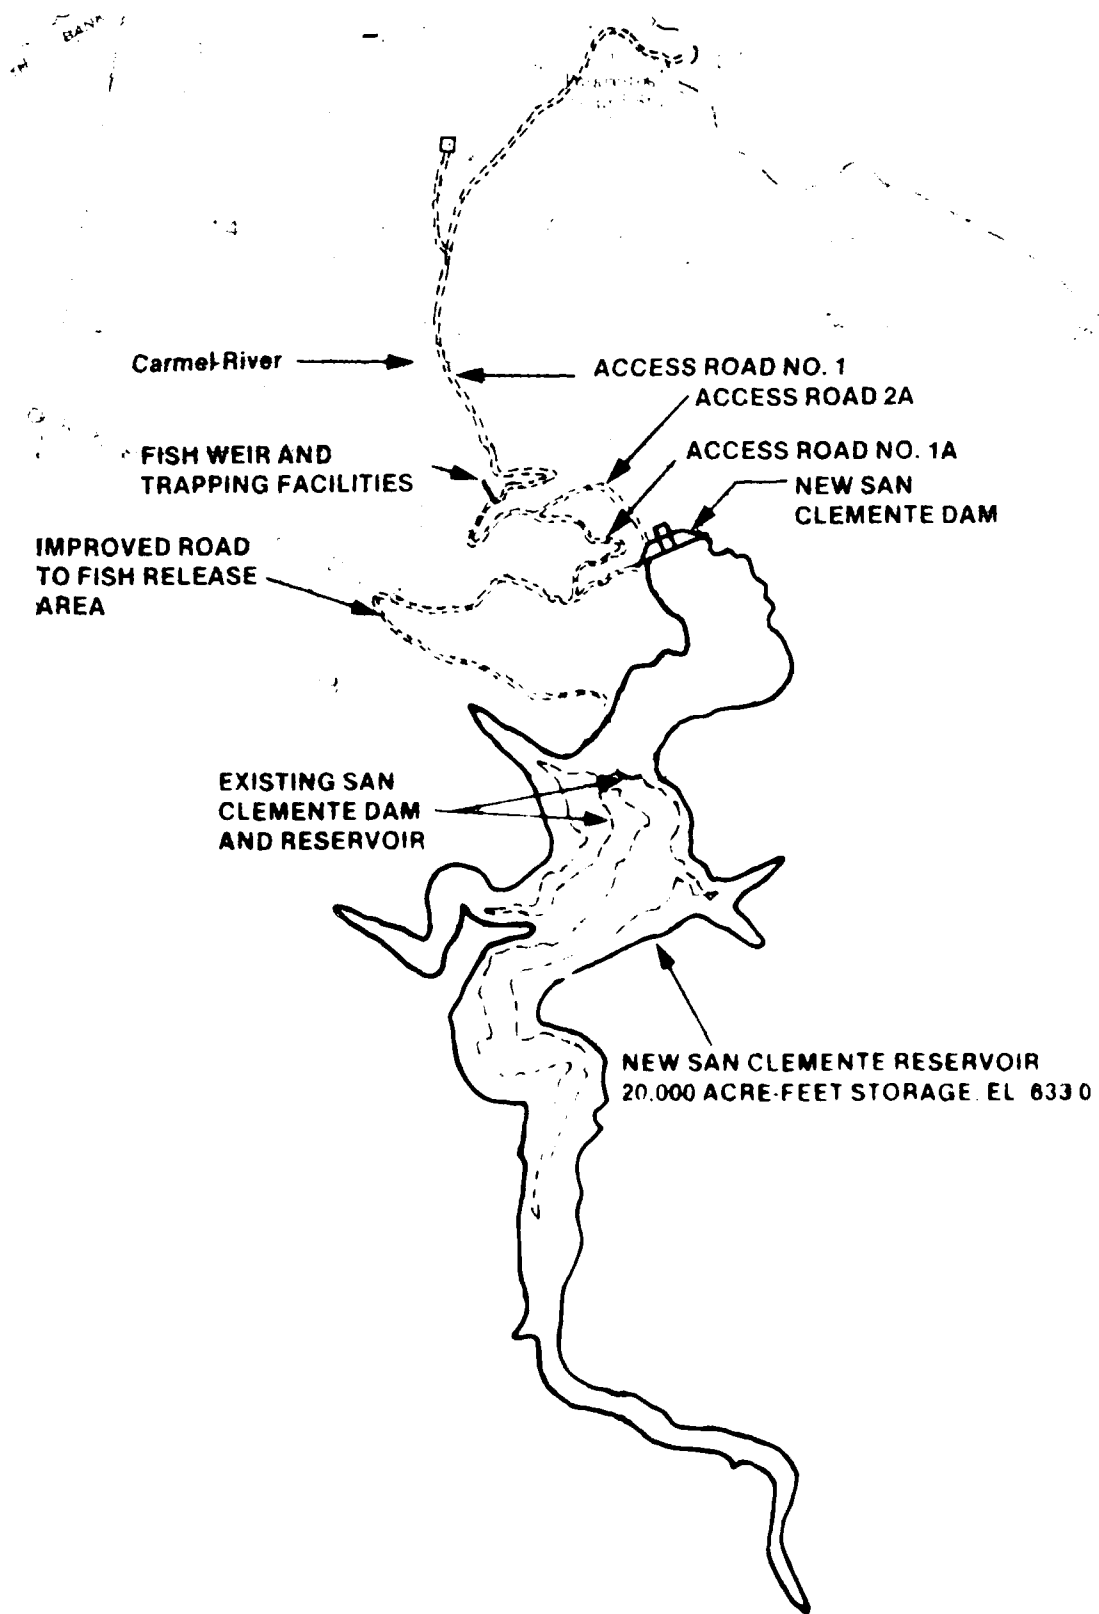 BANK
Carmel River
ACCESS ROAD NO. 1
ACCESS ROAD 2A
ACCESS ROAD NO. 1A
FISH WEIR AND
TRAPPING FACILITIES
NEW SAN
CLEMENTE DAM
IMPROVED ROAD
TO FISH RELEASE
AREA
EXISTING SAN
CLEMENTE DAM
AND RESERVOIR
NEW SAN CLEMENTE RESERVOIR
20,000 ACRE-FEET STORAGE, EL 633.0